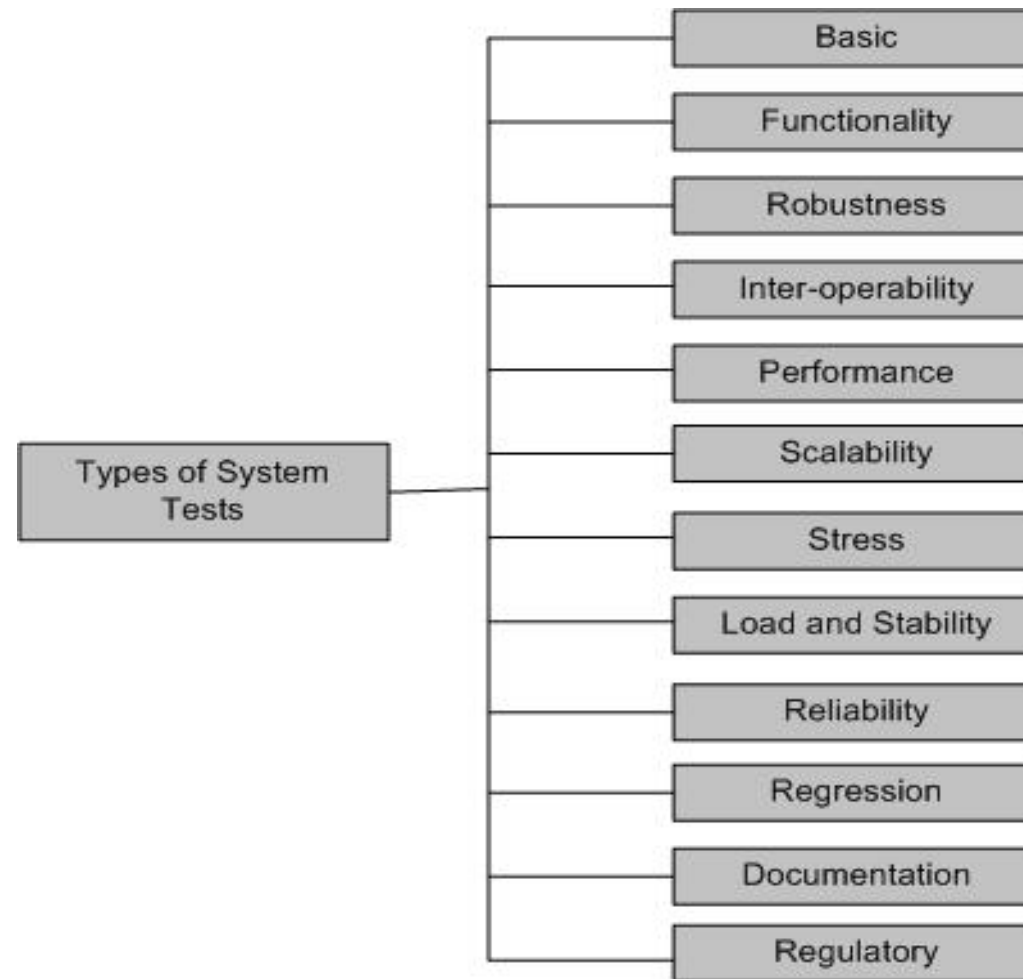 Basic
Functionality
Robustness
Inter-operability
Performance
Types of System
Tests
Scalability
Stress
Load and Stability
Reliability
Regression
Documentation
Regulatory